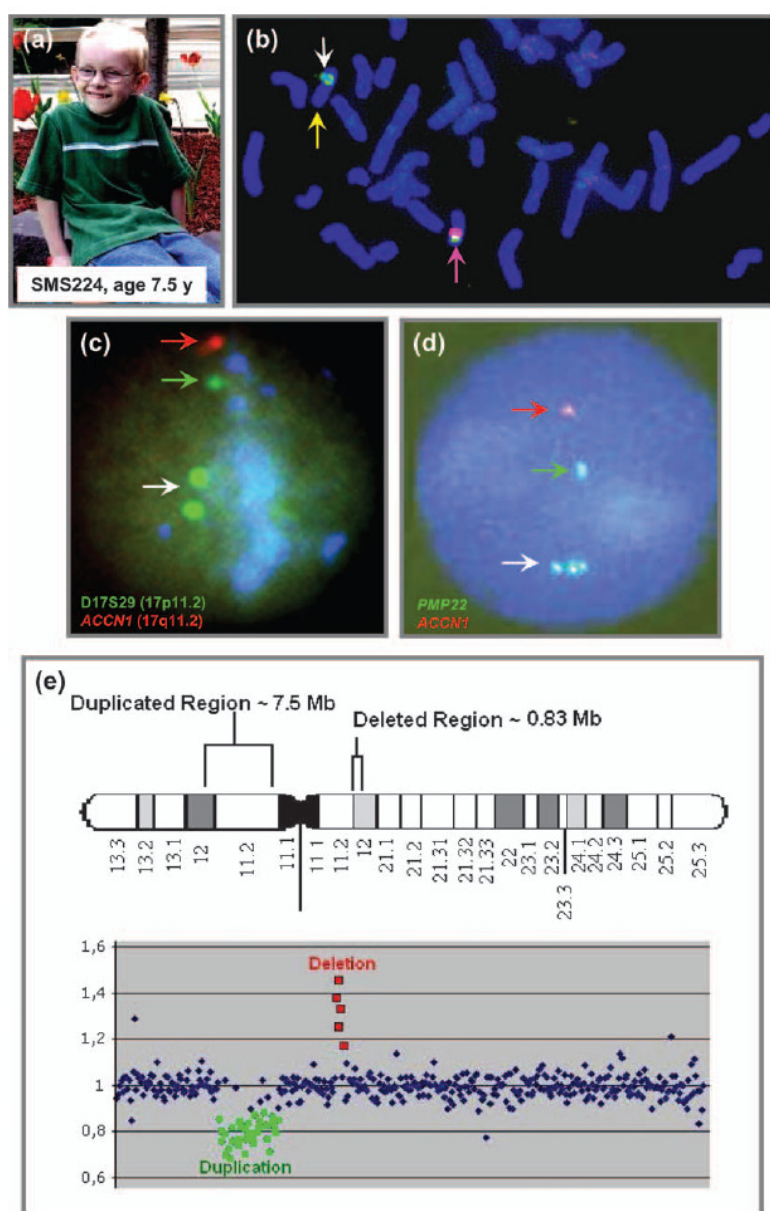 (a)
SMS224, age 7.5 y
(b)
(c)
D17S29 (17p11.2)
ACCN1 (17q11.2)
(d)
PMP22
ACCN1
(e)
Duplicated Region ~ 7.5 Mb
Deleted Region ~ 0.83 Mb
13.3 13.2 13.1 12 11.2 11.1 11 1 11.2 12 21.1 21.2 21.31 21.32 21.33 22 23.1 23.2 23.3 24.1 24.2 24.3 25.1 25.2 25.3
1,6
Deletion
1,4
1,2
1
0,8
Duplication
0,6